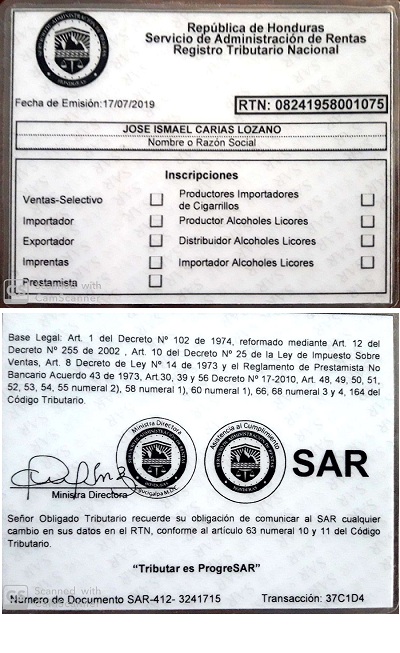 República de Honduras
Servicio de Administración de Rentas
Registro Tributario Nacional
Fecha de Emisión:17/07/2019
RTN: 08241958001075
JOSE ISMAEL CARIAS LOZANO
Nombre o Razón Social
Inscripciones
Ventas-Selectivo
Productores Importadores de Cigarrillos
Importador
Productor Alcoholes Licores
Exportador
Distribuidor Alcoholes Licores
Imprentas
Importador Alcoholes Licores
Prestamista
CS Scanned with
CamScanner
Base Legal: Art. 1 del Decreto Nº 102 de 1974, reformado mediante Art. 12 del
Decreto Nº 255 de 2002 , Art. 10 del Decreto Nº 25 de la Ley de Impuesto Sobre
Ventas, Art. 8 Decreto de Ley Nº 14 de 1973 y el Reglamento de Prestamista No
Bancario Acuerdo 43 de 1973, Art.30, 39 y 56 Decreto Nº 17-2010, Art. 48, 49, 50, 51,
52, 53, 54, 55 numeral 2), 58 numeral 1), 60 numeral 1), 66, 68 numeral 3 y 4, 164 del
Código Tributario.
Ministra Directora
Asistencia al Cumplimiento
SAR
Ministra Directora
Tegucigalpa M.D.C.
Señor Obligado Tributario recuerde su obligación de comunicar al SAR cualquier
cambio en sus datos en el RTN, conforme al artículo 63 numeral 10 y 11 del Código
Tributario.
“Tributar es ProgreSAR”
CS Scanned with
CamScanner
Número de Documento SAR-412- 3241715
Transacción: 37C1D4